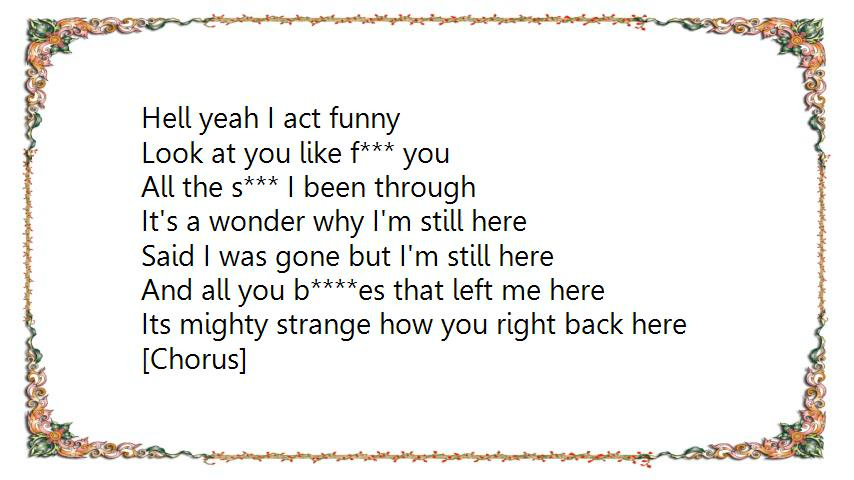 Hell yeah I act funny
Look at you like f*** you
All the s*** I been through
It's a wonder why I'm still here
Said I was gone but I'm still here
And all you b****es that left me here
Its mighty strange how you right back here
[Chorus]